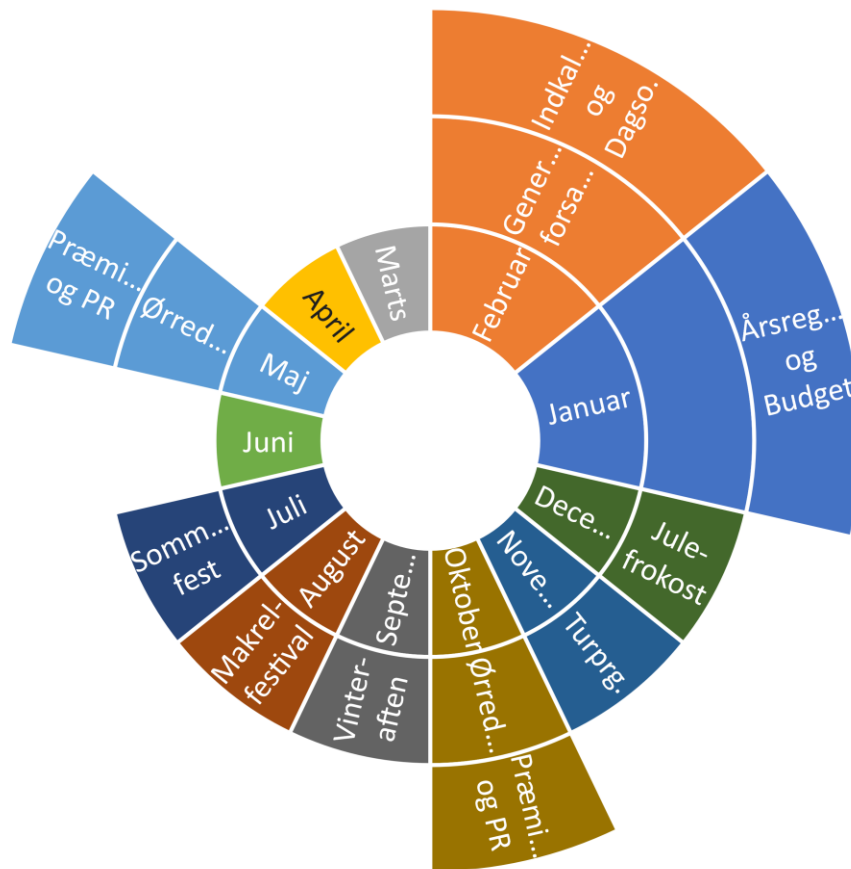 Indkal...
og
Dagso.
Gener...
forsa...
Februar
Januar
Årsreg...
og
Budget
Dece...
Jule-
frokost
Nove...
Turprg.
Oktober
Ørred...
Præmi...
og PR
Septe...
Vinter-
aften
August
Makrel-
festival
Juli
Somm...
fest
Juni
Maj
Ørred...
Præmi...
og PR
April
Marts